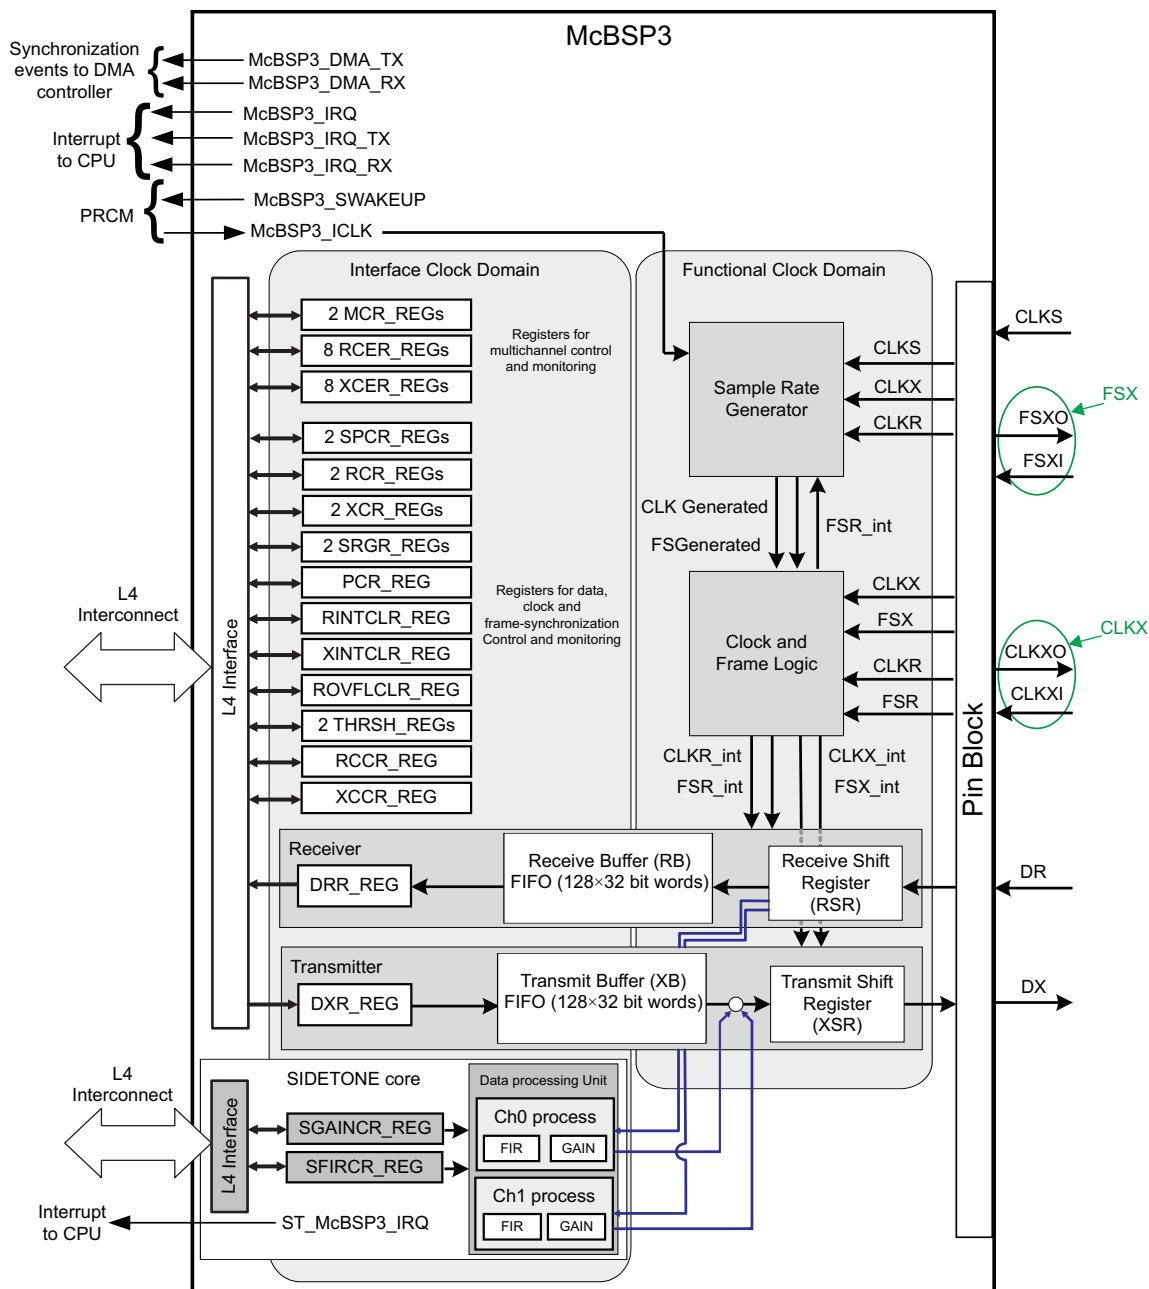 McBSP3
Synchronization
events to DMA
controller
McBSP3_DMA_TX
McBSP3_DMA_RX
Interrupt
to CPU
McBSP3_IRQ
McBSP3_IRQ_TX
McBSP3_IRQ_RX
PRCM
McBSP3_SWAKEUP
McBSP3_ICLK
Interface Clock Domain
Functional Clock Domain
2 MCR_REGs
8 RCER_REGs
8 XCER_REGs
Registers for
multichannel control
and monitoring
2 SPCR_REGs
2 RCR_REGs
2 XCR_REGs
2 SRGR_REGs
PCR_REG
RINTCLR_REG
XINTCLR_REG
ROVFLCLR_REG
2 THRSH_REGs
RCCR_REG
XCCR_REG
Registers for data,
clock and
frame-synchronization
Control and monitoring
L4
Interconnect
L4 Interface
Sample Rate
Generator
CLKS
CLKX
CLKR
CLK Generated
FSGenerated
FSR_int
Clock and
Frame Logic
CLKX
FSX
CLKR
FSR
CLKR_int
FSR_int
CLKX_int
FSX_int
Pin Block
CLKS
FSX
FSXO
FSXI
CLKX
CLKXO
CLKXI
DR
DX
Receiver
DRR_REG
Receive Buffer (RB)
FIFO (128×32 bit words)
Receive Shift
Register
(RSR)
Transmitter
DXR_REG
Transmit Buffer (XB)
FIFO (128×32 bit words)
Transmit Shift
Register
(XSR)
L4
Interconnect
SIDETONE core
L4 Interface
SGAINCR_REG
SFIRCR_REG
Data processing Unit
Ch0 process
FIR
GAIN
Ch1 process
FIR
GAIN
Interrupt
to CPU
ST_McBSP3_IRQ